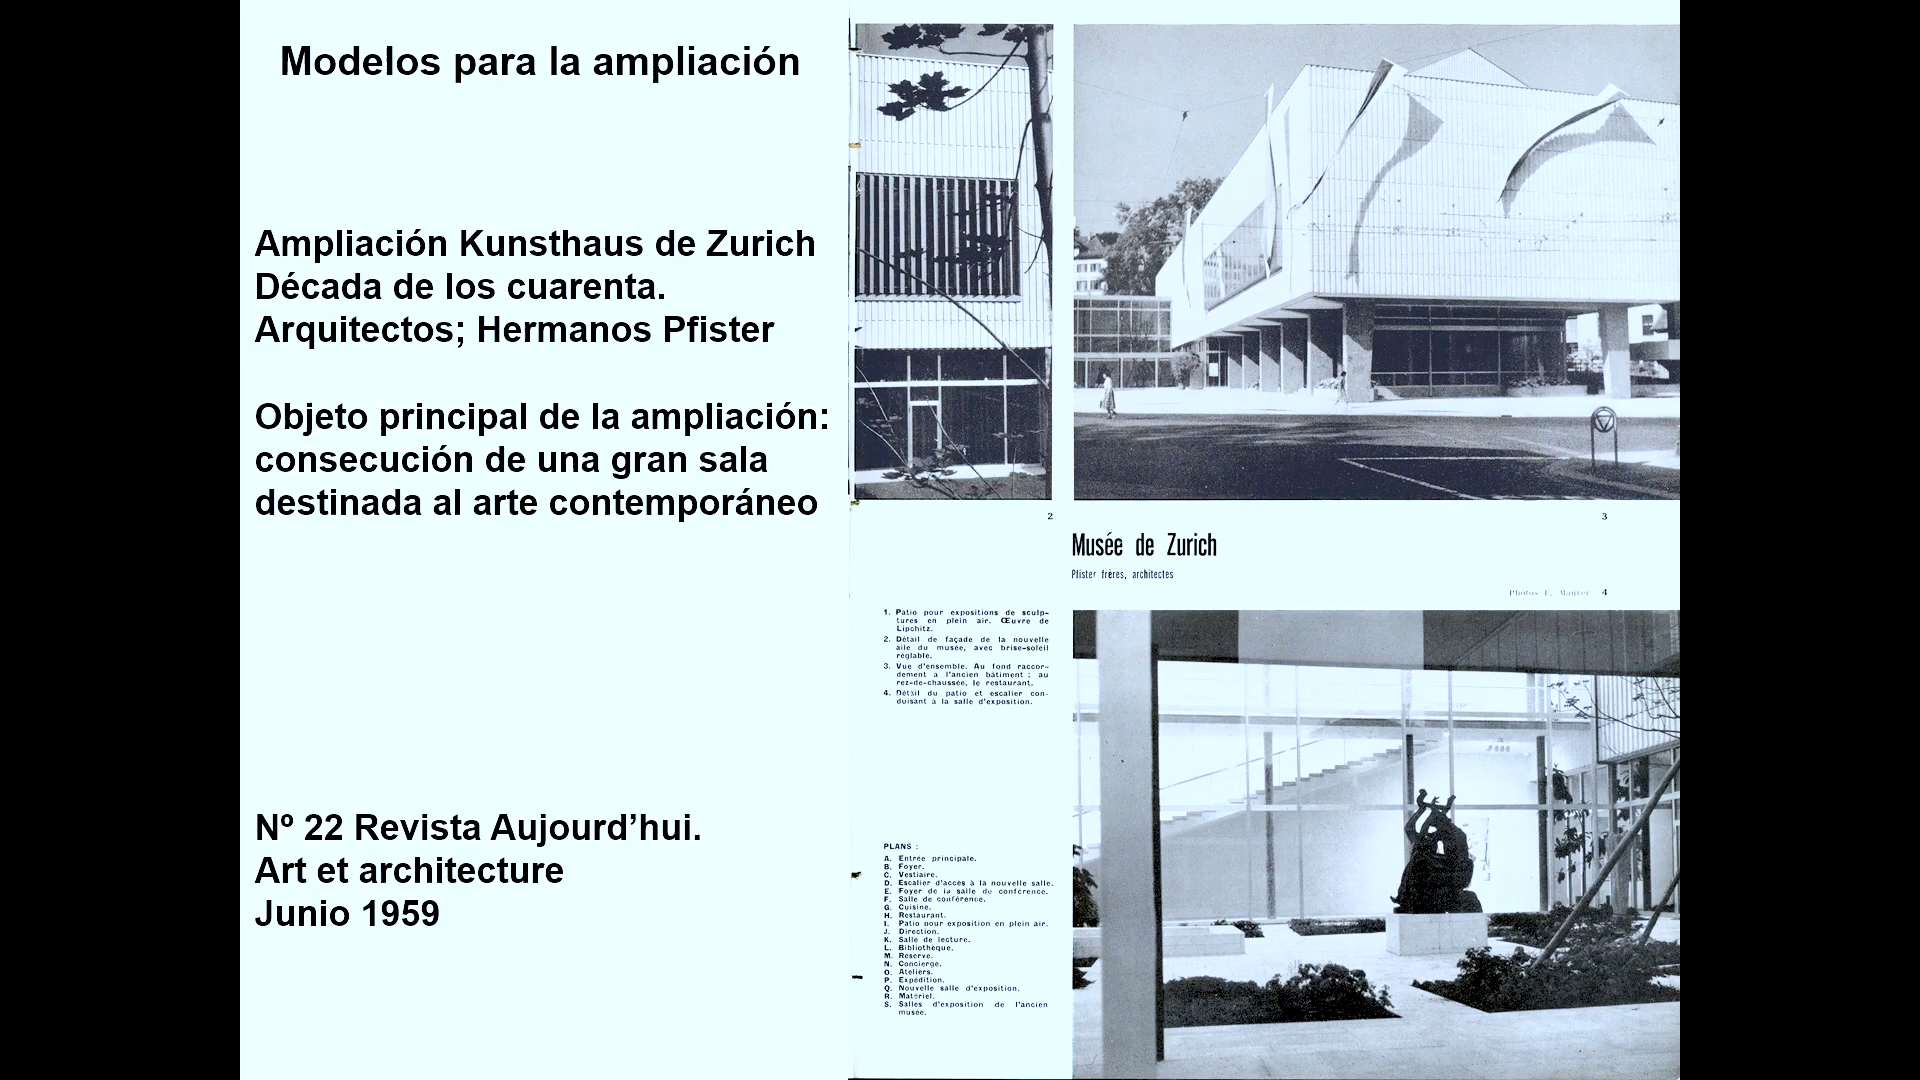 Modelos para la ampliación
Ampliación Kunsthaus de Zurich
Década de los cuarenta.
Arquitectos; Hermanos Pfister
Objeto principal de la ampliación:
consecución de una gran sala
destinada al arte contemporáneo
Nº 22 Revista Aujourd’hui.
Art et architecture
Junio 1959
2
3
Musée de Zurich
Pfister frères, architectes
Photos E. 4
1. Patio pour expositions de sculp-
tures en plein air. Œuvre de
Lipchitz.
2. Détail de façade de la nouvelle
aile du musée, avec brise-soleil
réglable.
3. Vue d'ensemble. Au fond raccor-
dement à l'ancien bâtiment ; au
rez-de-chaussée, le restaurant.
4. Détail du patio et escalier con-
duisant à la salle d'exposition.
PLANS :
A. Entrée principale.
B. Foyer.
C. Vestiaire.
D. Escalier d'accès à la nouvelle salle.
E. Foyer de la salle de conférence.
F. Salle de conférence.
G. Cuisine.
H. Restaurant.
I. Patio pour exposition en plein air.
J. Direction.
K. Salle de lecture.
L. Bibliothèque.
M. Réserve.
N. Concierge.
O. Ateliers.
P. Expédition.
Q. Nouvelle salle d'exposition.
R. Matériel.
S. Salles d'exposition de l'ancien
musée.